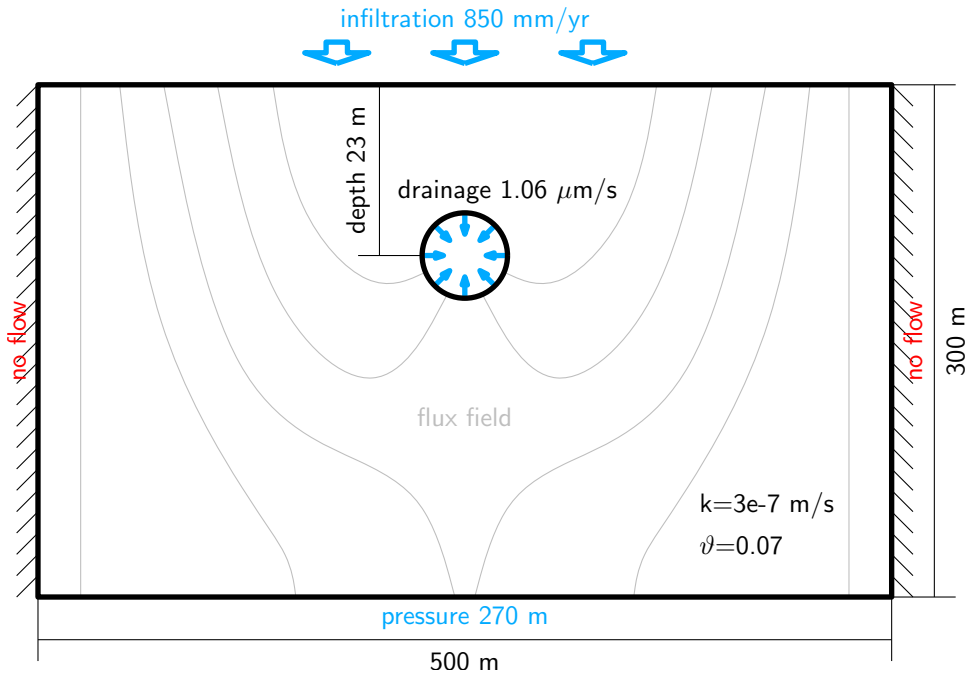 infiltration 850 mm/yr
depth 23 m
drainage 1.06 μm/s
no flow
no flow
300 m
flux field
k=3e-7 m/s
ϑ=0.07
pressure 270 m
500 m